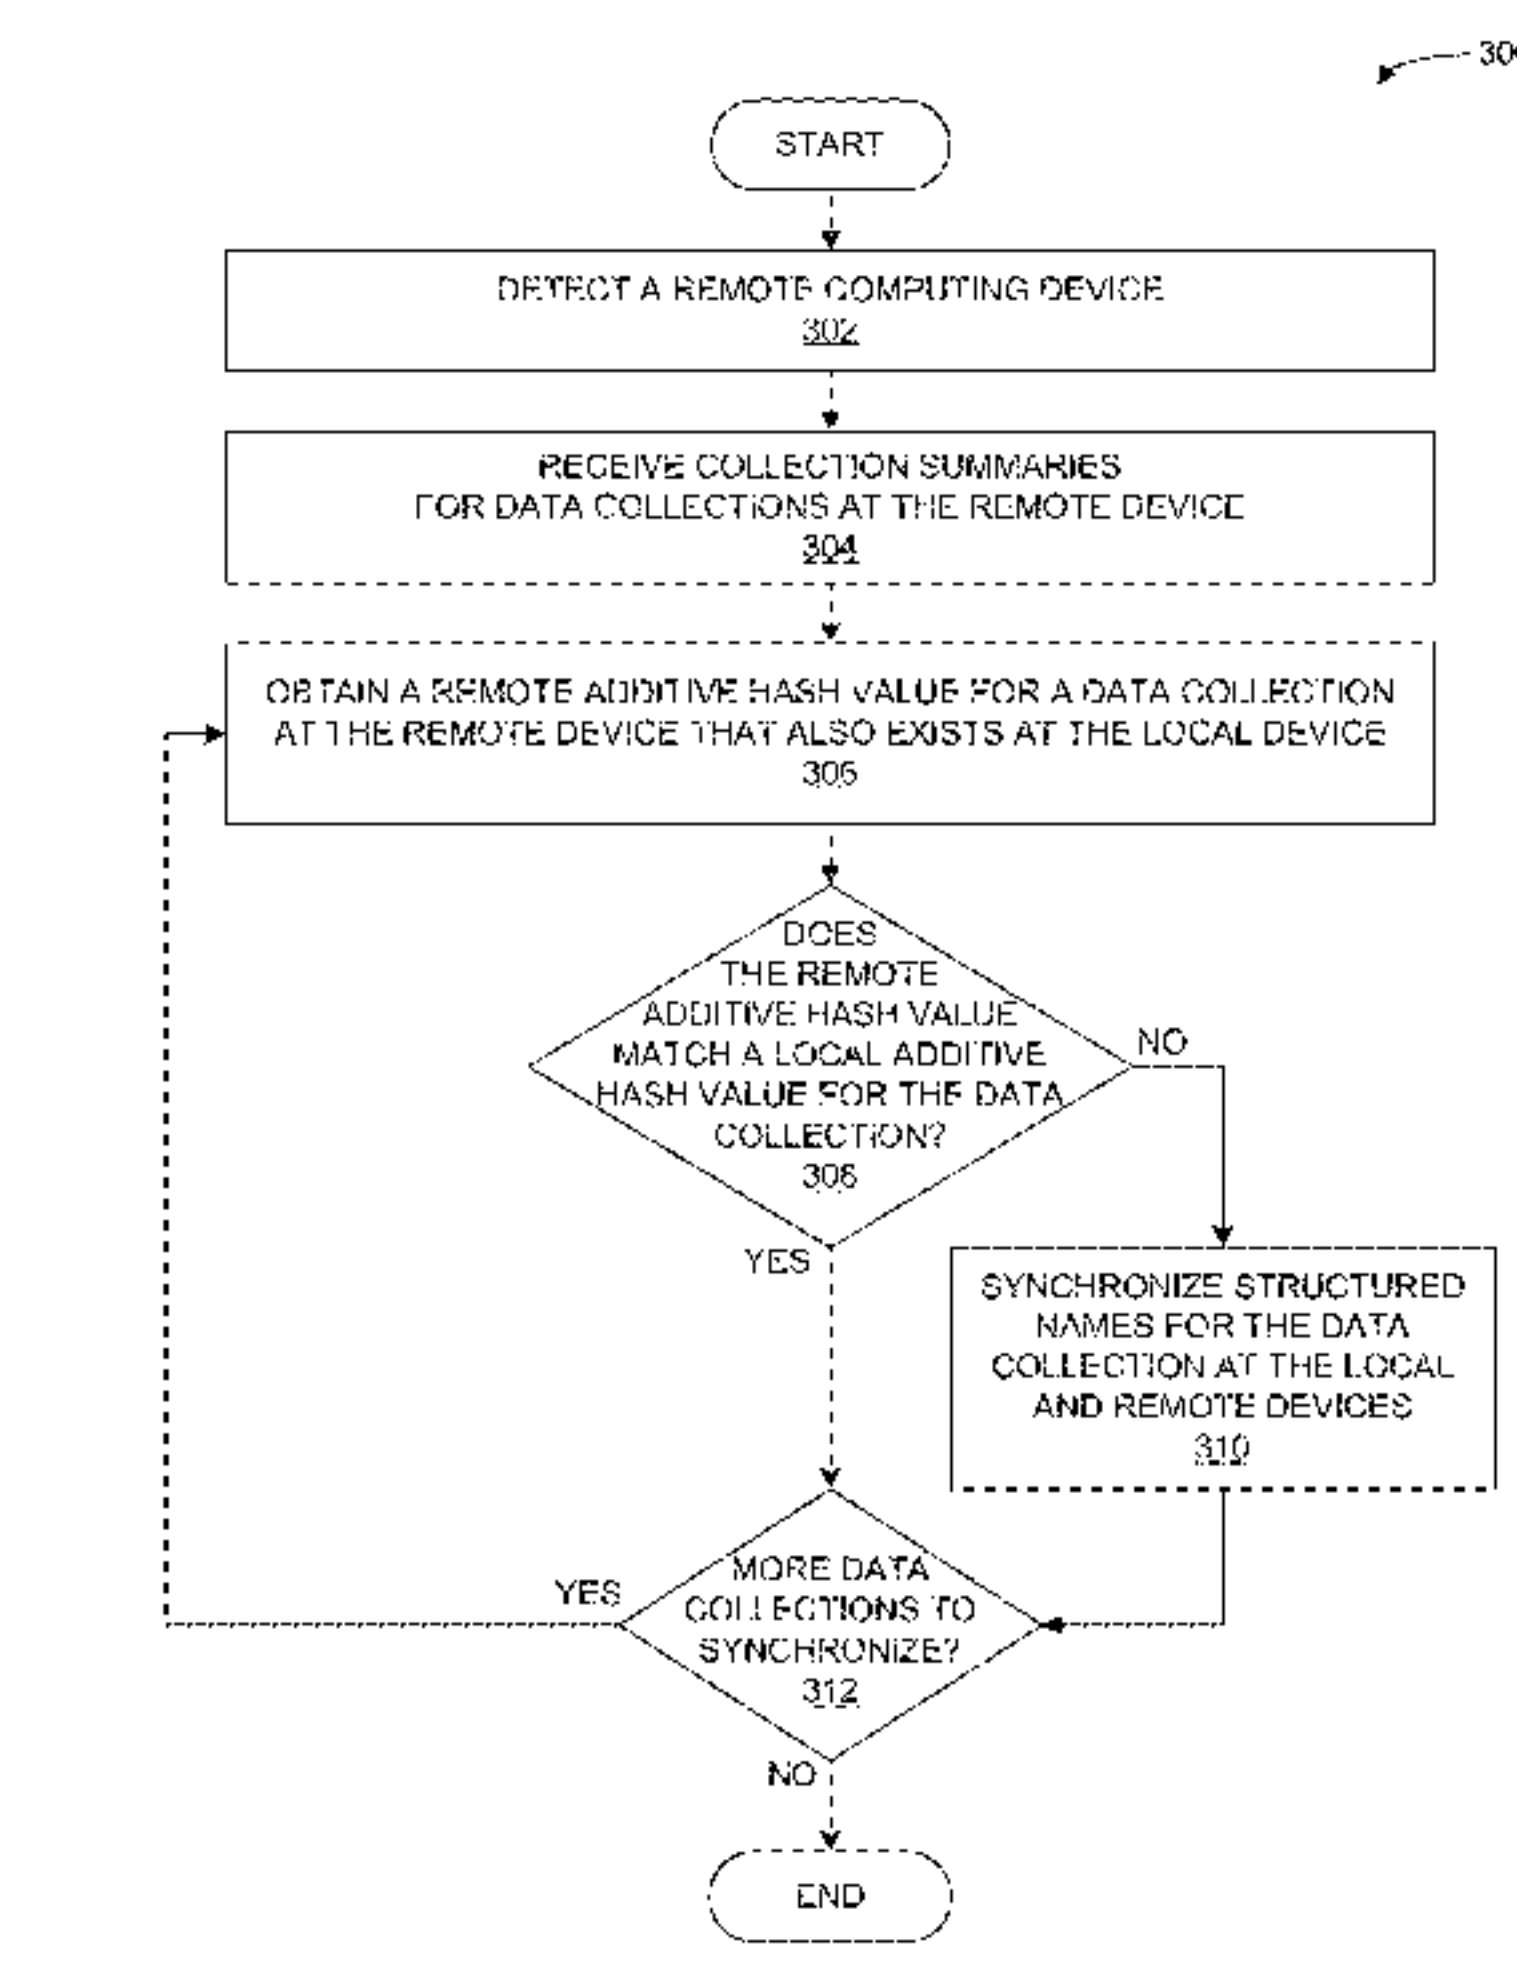 START
DETECT A REMOTE COMPUTING DEVICE
302
RECEIVE COLLECTION SUMMARIES
FOR DATA COLLECTIONS AT THE REMOTE DEVICE
304
OBTAIN A REMOTE ADDITIVE HASH VALUE FOR A DATA COLLECTION
AT THE REMOTE DEVICE THAT ALSO EXISTS AT THE LOCAL DEVICE
306
DOES
THE REMOTE
ADDITIVE HASH VALUE
MATCH A LOCAL ADDITIVE
HASH VALUE FOR THE DATA
COLLECTION?
308
NO
YES
SYNCHRONIZE STRUCTURED
NAMES FOR THE DATA
COLLECTION AT THE LOCAL
AND REMOTE DEVICES
310
YES
MORE DATA
COLLECTIONS TO
SYNCHRONIZE?
312
NO
END